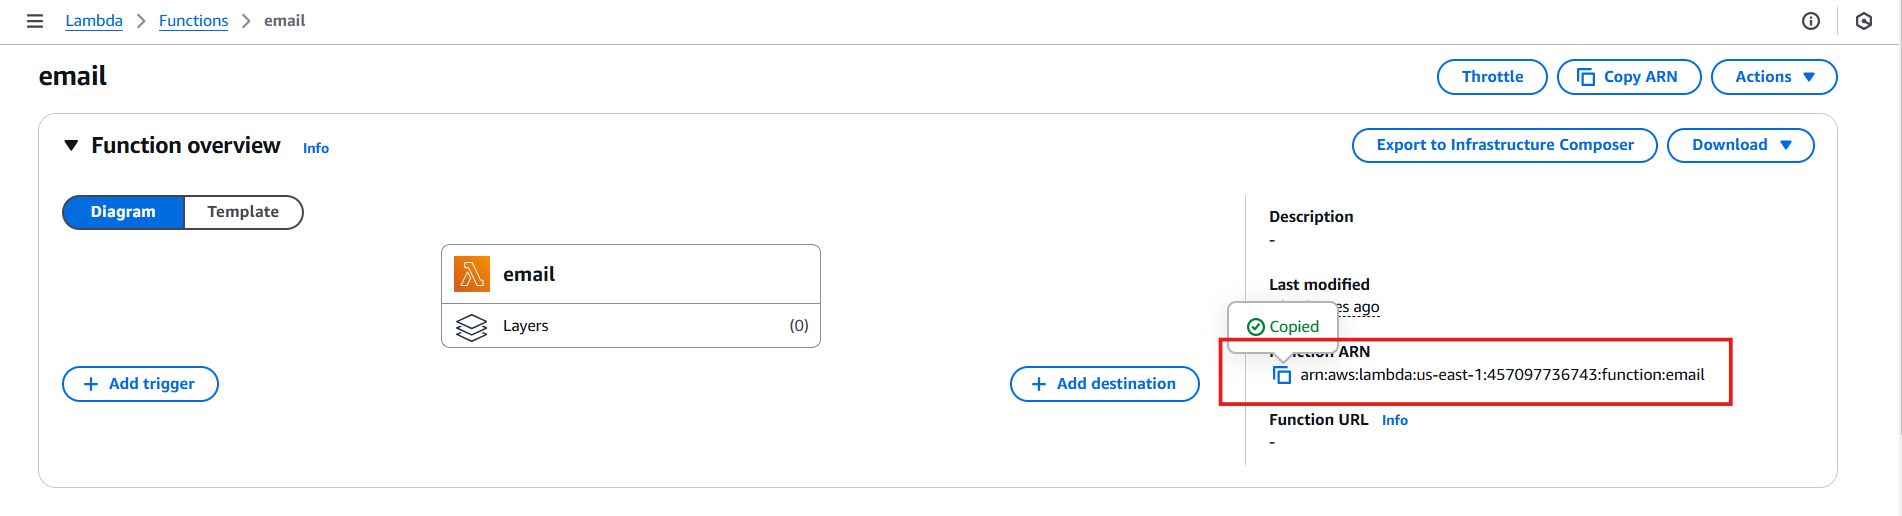 Lambda > Functions > email
email
Throttle
Copy ARN
Actions
Function overview Info
Export to Infrastructure Composer
Download
Diagram
Template
email
Layers (0)
Add trigger
Add destination
Description
-
Last modified
ago
Copied
ARN
arn:aws:lambda:us-east-1:457097736743:function:email
Function URL Info
-